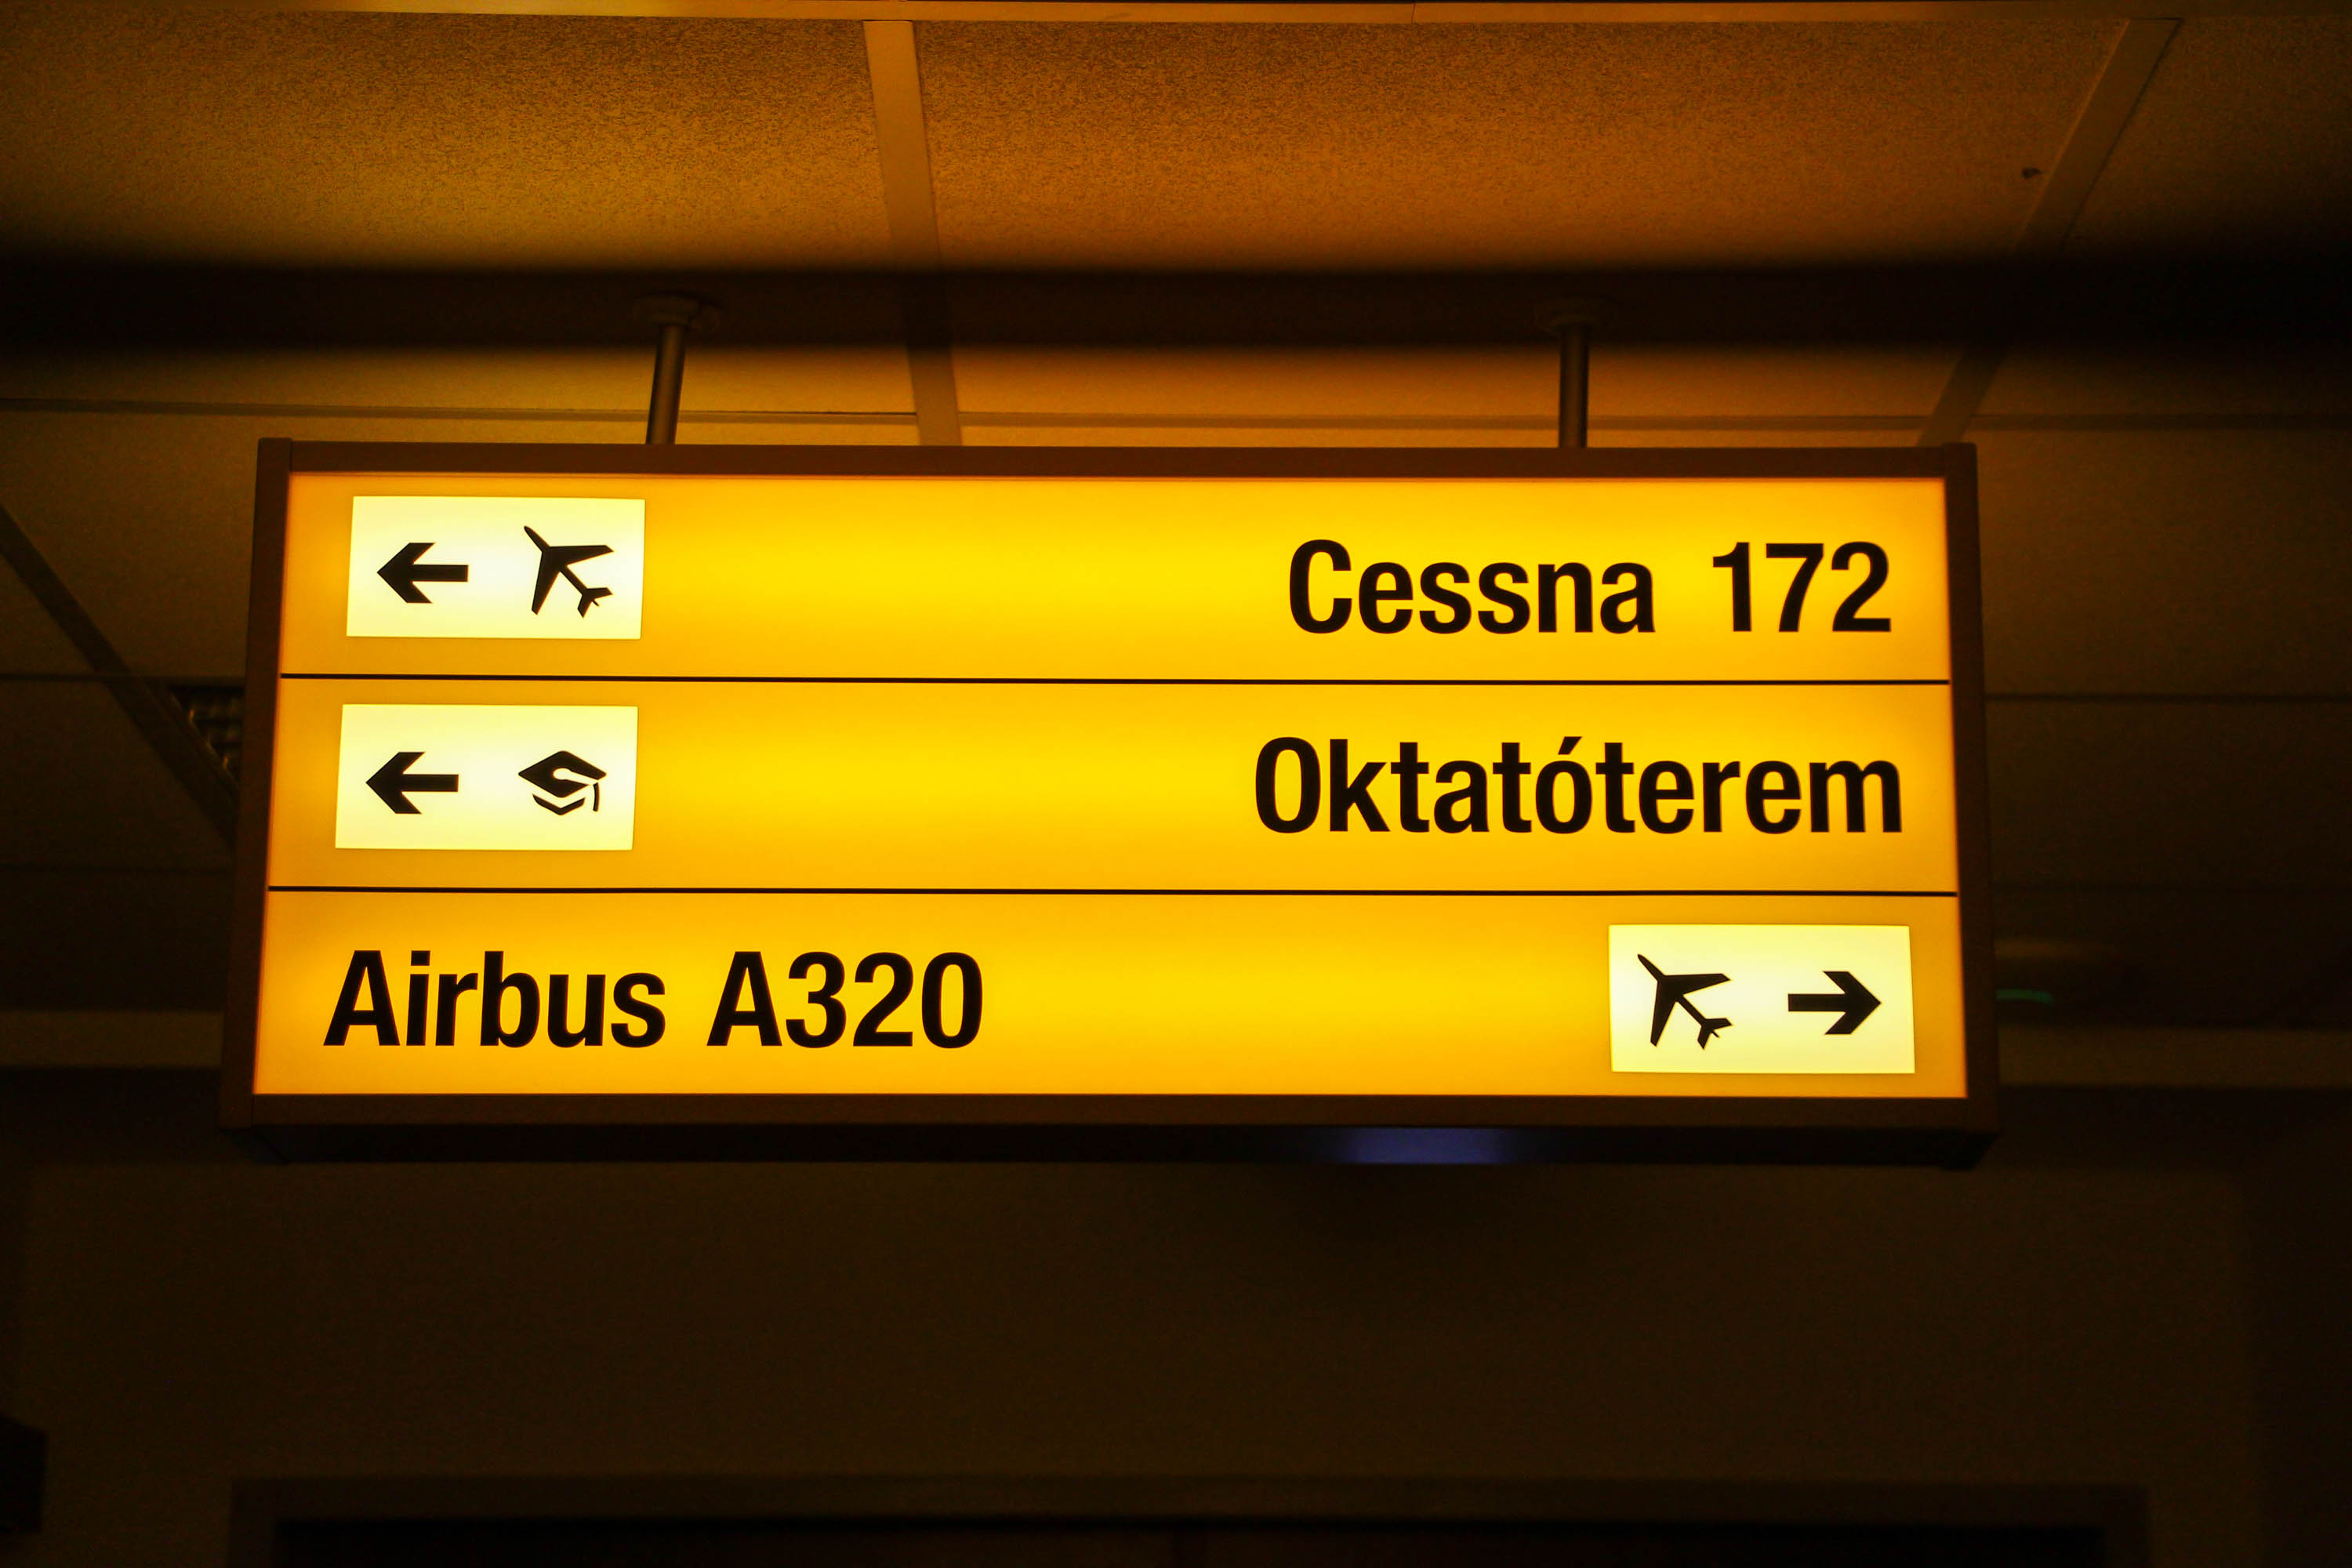 Cessna 172
Oktatóterem
Airbus A320